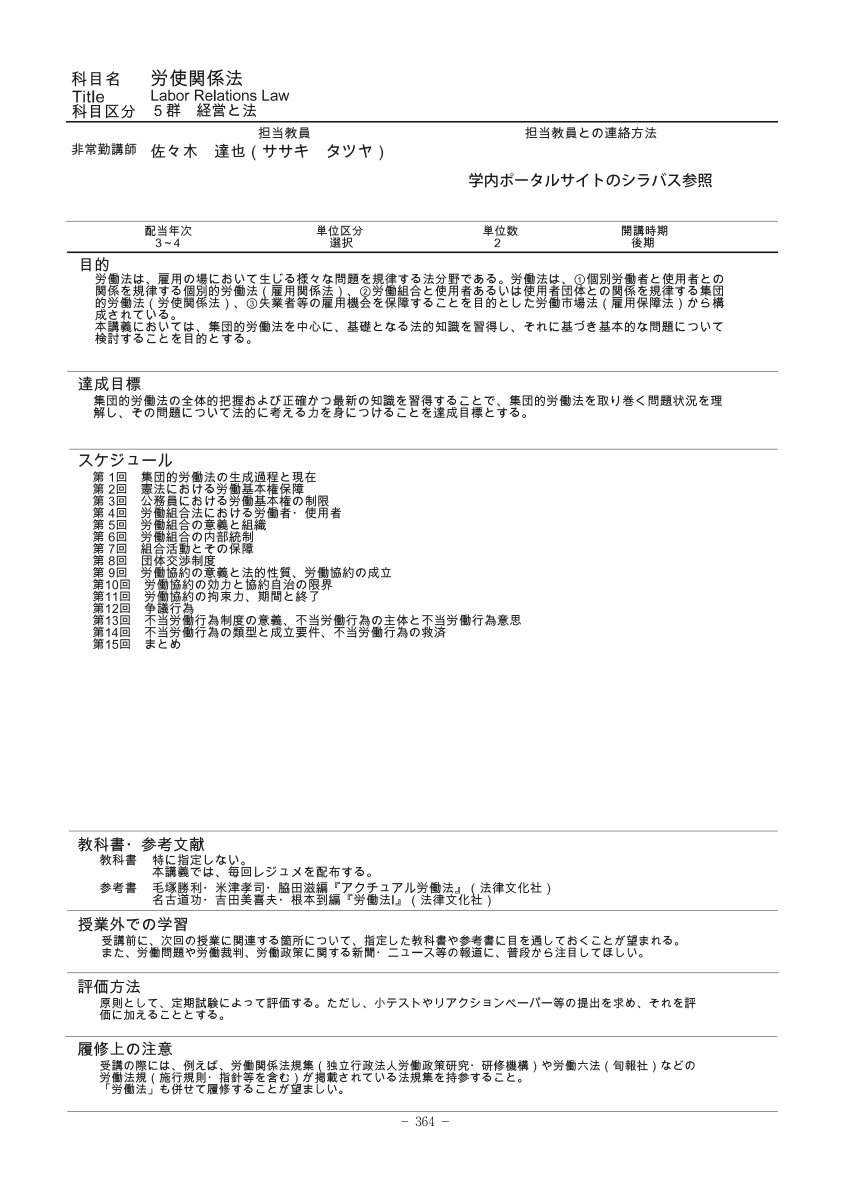 科目名 労使関係法
Title Labor Relations Law
科目区分 5群 経営と法
担当教員 担当教員との連絡方法
非常勤講師 佐々木 達也(ササキ タツヤ)
学内ポータルサイトのシラバス参照
配当年次 単位区分 単位数 開講時期
3~4 選択 2 後期
目的
労働法は、雇用の場において生じる様々な問題を規律する法分野である。労働法は、①個別労働者と使用者との
関係を規律する個別的労働法(雇用関係法)、②労働組合と使用者あるいは使用者団体との関係を規律する集団
的労働法(労使関係法)、③失業者等の雇用機会を保障することを目的とした労働市場法(雇用保障法)から構
成されている。
本講義においては、集団的労働法を中心に、基礎となる法的知識を習得し、それに基づき基本的な問題について
検討することを目的とする。
達成目標
集団的労働法の全体的把握および正確かつ最新の知識を習得することで、集団的労働法を取り巻く問題状況を理
解し、その問題について法的に考える力を身につけることを達成目標とする。
スケジュール
第 1回 集団的労働法の生成過程と現在
第 2回 憲法における労働基本権保障
第 3回 公務員における労働基本権の制限
第 4回 労働組合法における労働者・使用者
第 5回 労働組合の意義と組織
第 6回 労働組合の内部統制
第 7回 組合活動とその保障
第 8回 団体交渉制度
第 9回 労働協約の意義と法的性質、労働協約の成立
第10回 労働協約の効力と協約自治の限界
第11回 労働協約の拘束力、期間と終了
第12回 争議行為
第13回 不当労働行為制度の意義、不当労働行為の主体と不当労働行為意思
第14回 不当労働行為の類型と成立要件、不当労働行為の救済
第15回 まとめ
教科書・参考文献
教科書 特に指定しない。
本講義では、毎回レジュメを配布する。
参考書 毛塚勝利・米津孝司・脇田滋編『アクチュアル労働法』(法律文化社)
名古道功・吉田美喜夫・根本到編『労働法Ⅰ』(法律文化社)
授業外での学習
受講前に、次回の授業に関連する箇所について、指定した教科書や参考書に目を通しておくことが望まれる。
また、労働問題や労働裁判、労働政策に関する新聞・ニュース等の報道に、普段から注目してほしい。
評価方法
原則として、定期試験によって評価する。ただし、小テストやリアクションペーパー等の提出を求め、それを評
価に加えることとする。
履修上の注意
受講の際には、例えば、労働関係法規集(独立行政法人労働政策研究・研修機構)や労働六法(旬報社)などの
労働法規(施行規則・指針等を含む)が掲載されている法規集を持参すること。
「労働法」も併せて履修することが望ましい。
− 364 −